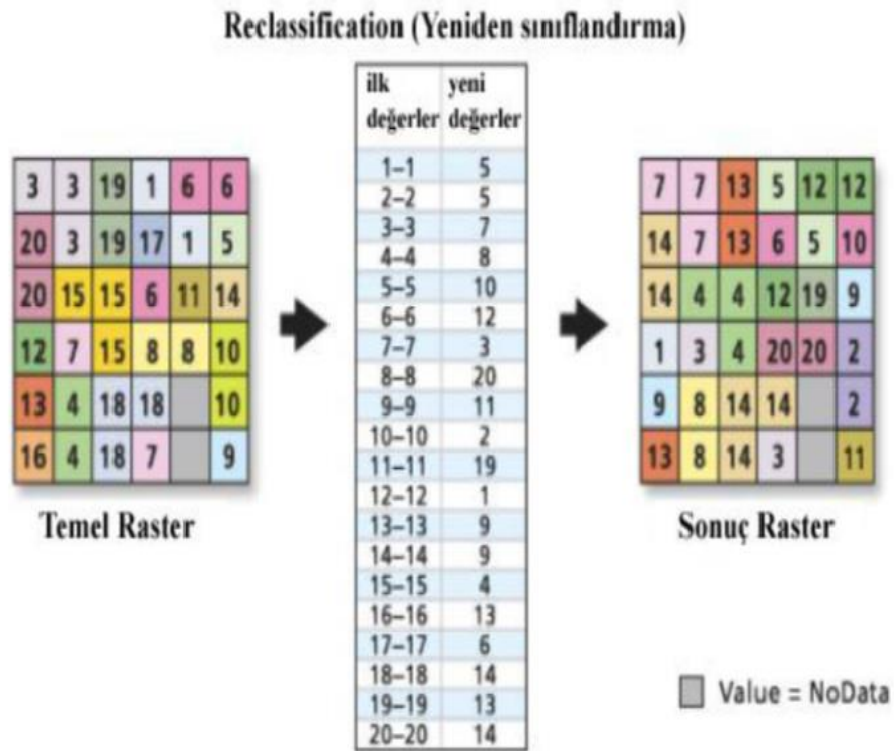 Reclassification (Yeniden sınıflandırma)
ilk yeni
değerler değerler
1–1 5
2–2 5
3–3 7
4–4 8
5–5 10
6–6 12
7–7 3
8–8 20
9–9 11
10–10 2
11–11 19
12–12 1
13–13 9
14–14 9
15–15 4
16–16 13
17–17 6
18–18 14
19–19 13
20–20 14
3 3 19 1 6 6
20 3 19 17 1 5
20 15 15 6 11 14
12 7 15 8 8 10
13 4 18 18 10
16 4 18 7 9
Temel Raster
7 7 13 5 12 12
14 7 13 6 5 10
14 4 4 12 19 9
1 3 4 20 20 2
9 8 14 14 2
13 8 14 3 11
Sonuç Raster
Value = NoData